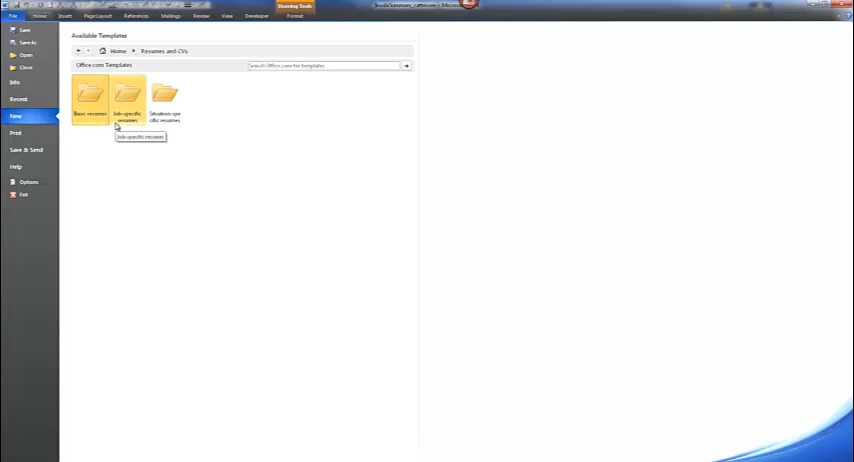 Drawing Tools
File Home Insert Page Layout References Mailings Review View Developer Format
Save
Save As
Open
Close
Info
Recent
New
Print
Save & Send
Help
Options
Exit
Available Templates
Home Resumes and CVs
Office.com Templates
Search Office.com for templates
Basic resumes
Job-specific
resumes
Situation-spe
cific resumes
Job-specific resumes